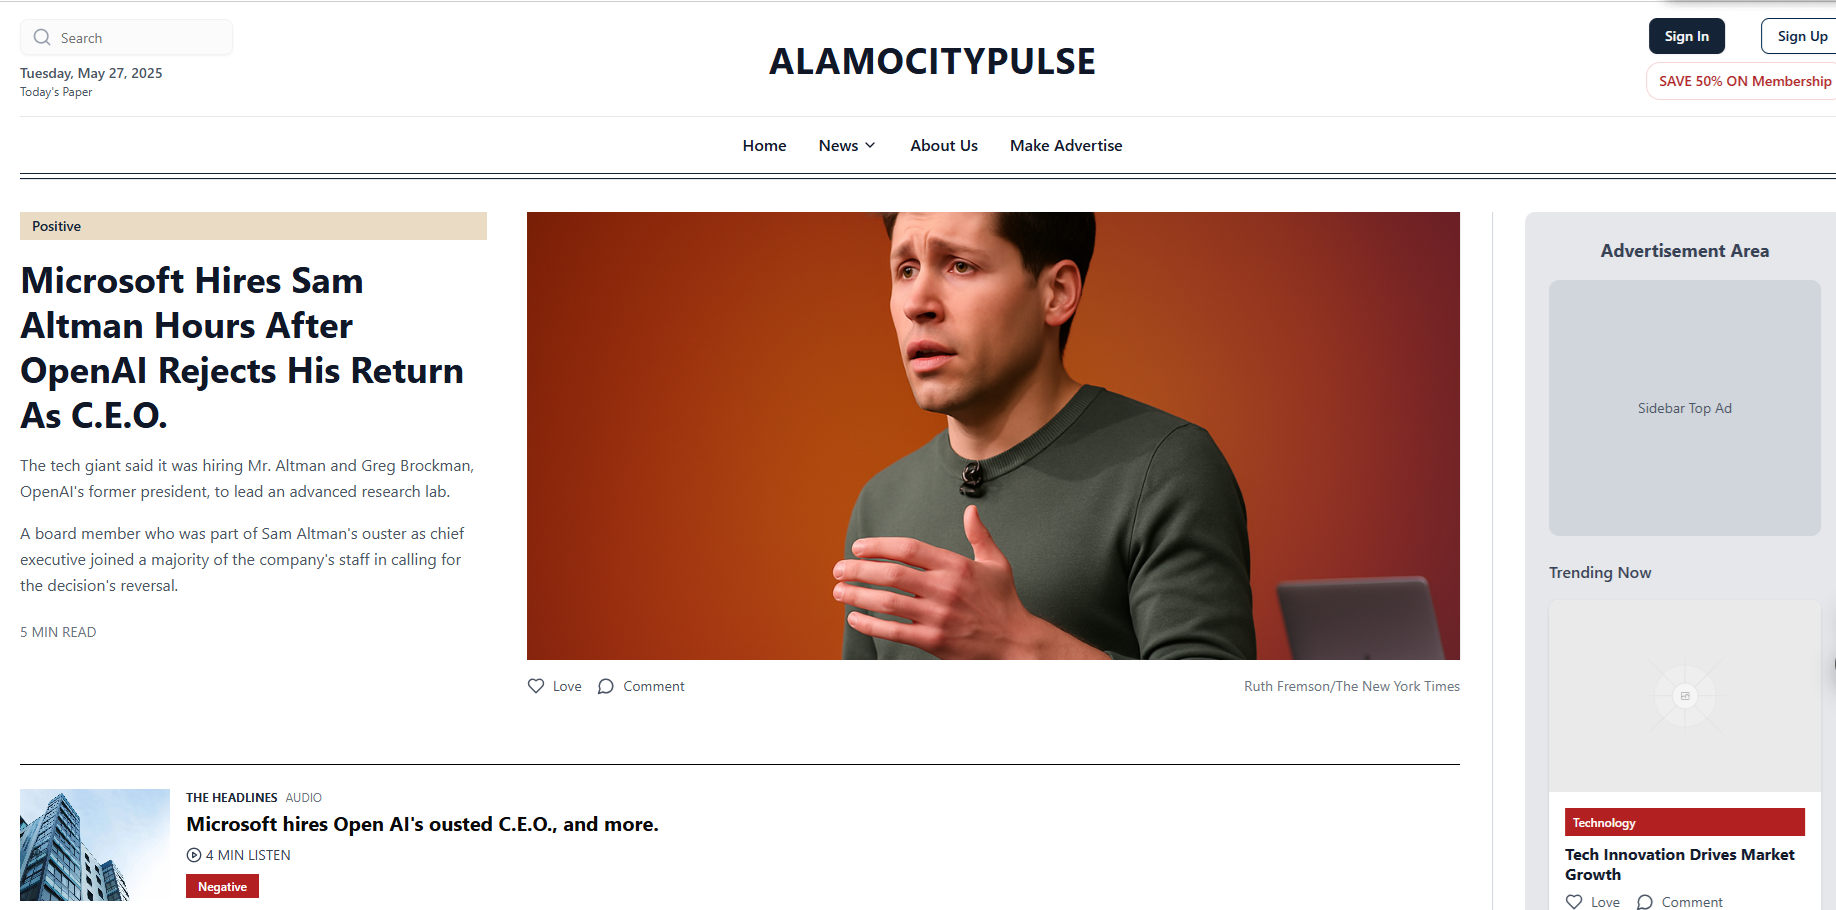 Search
Tuesday, May 27, 2025
Today's Paper
ALAMOCITYPULSE
Sign In
Sign Up
SAVE 50% ON Membership
Home
News
About Us
Make Advertise
Positive
Microsoft Hires Sam
Altman Hours After
OpenAI Rejects His Return
As C.E.O.
The tech giant said it was hiring Mr. Altman and Greg Brockman,
OpenAI's former president, to lead an advanced research lab.
A board member who was part of Sam Altman's ouster as chief
executive joined a majority of the company's staff in calling for
the decision's reversal.
5 MIN READ
Love
Comment
Ruth Fremson/The New York Times
THE HEADLINES AUDIO
Microsoft hires Open AI's ousted C.E.O., and more.
4 MIN LISTEN
Negative
Advertisement Area
Sidebar Top Ad
Trending Now
Technology
Tech Innovation Drives Market
Growth
Love
Comment